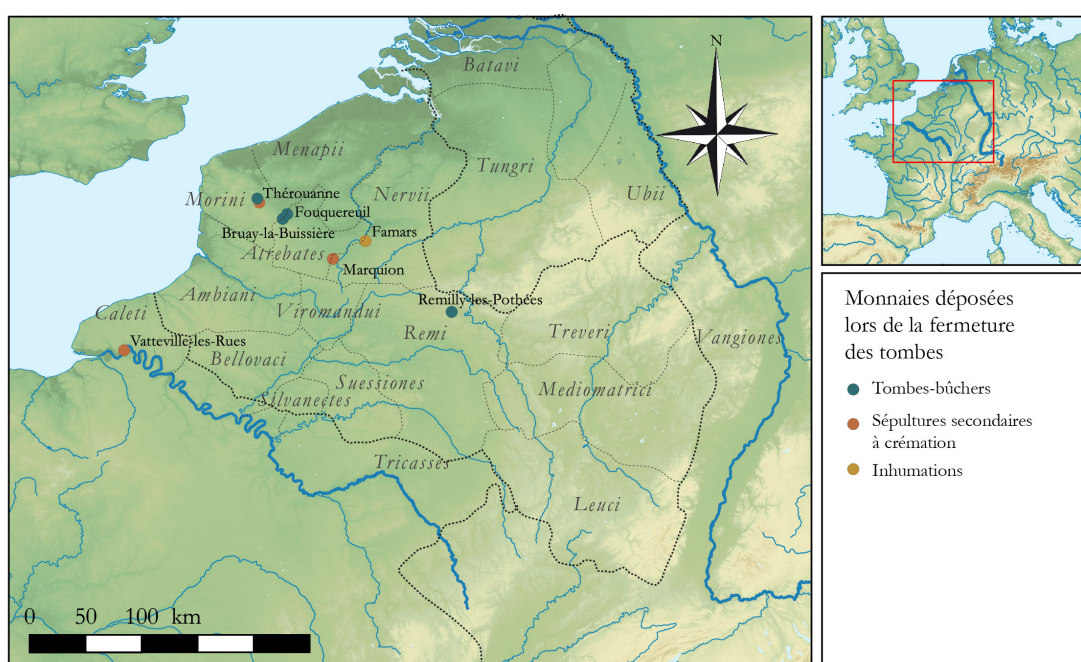 N
Batavi
Menapii
Tungri
Morini
Thérouanne
Nervii
Ubii
Fouquereuil
Bruay-la-Buissière
Famars
Atrebates
Marquion
Ambiani
Remilly-les-Pothées
Caleti
Viromandui
Remi
Treveri
Vangiones
Vatteville-les-Rues
Bellovaci
Suessiones
Mediomatrici
Silvanectes
Tricasses
Leuci
0 50 100 km
Monnaies déposées
lors de la fermeture
des tombes
Tombes-bûchers
Sépultures secondaires
à crémation
Inhumations